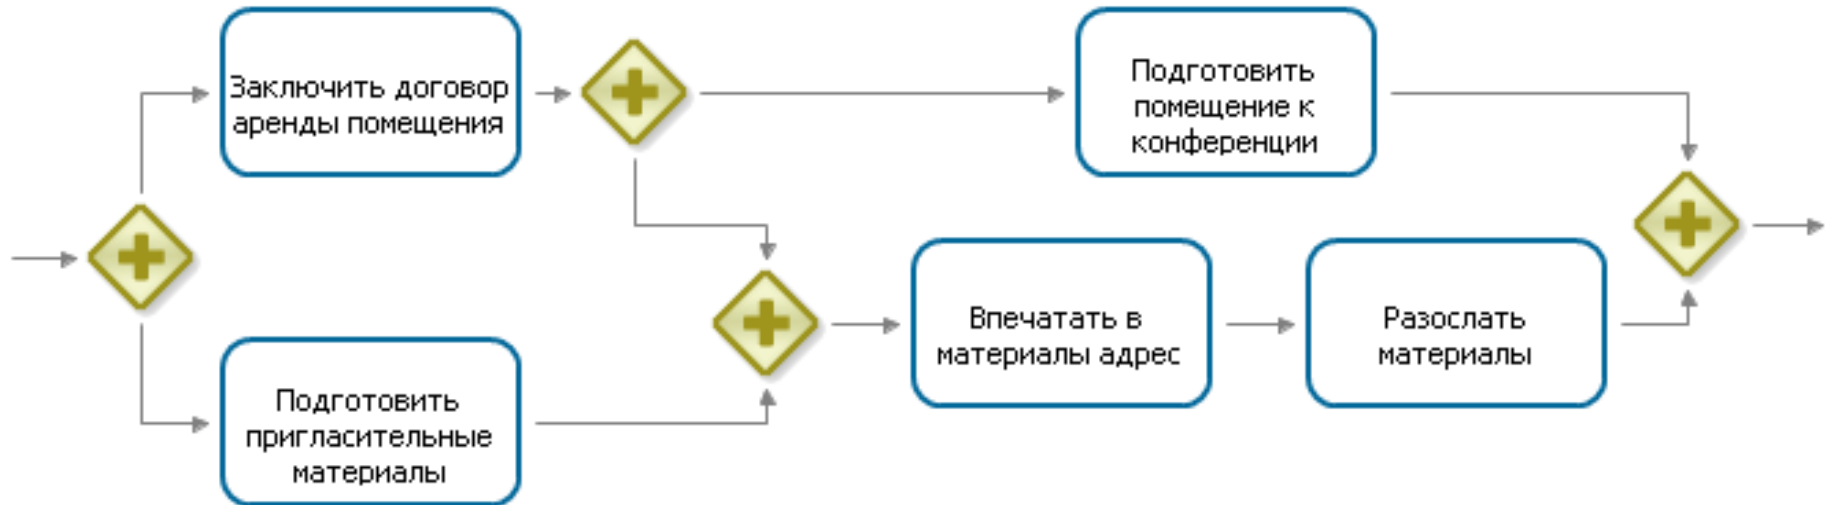 Заключить договор
аренды помещения
Подготовить
помещение к
конференции
Впечатать в
материалы адрес
Разослать
материалы
Подготовить
пригласительные
материалы